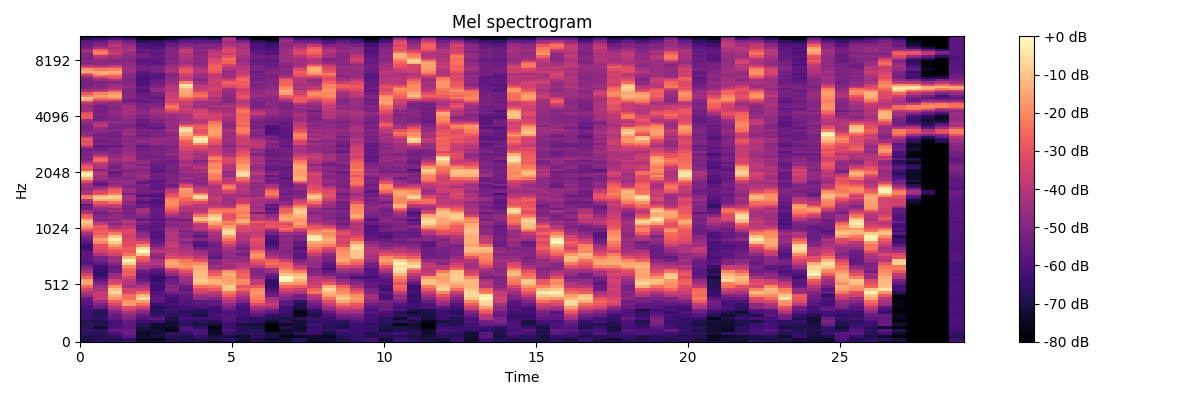 Mel spectrogram
8192
4096
2048
1024
512
0
Hz
0 5 10 15 20 25
Time
+0 dB
-10 dB
-20 dB
-30 dB
-40 dB
-50 dB
-60 dB
-70 dB
-80 dB